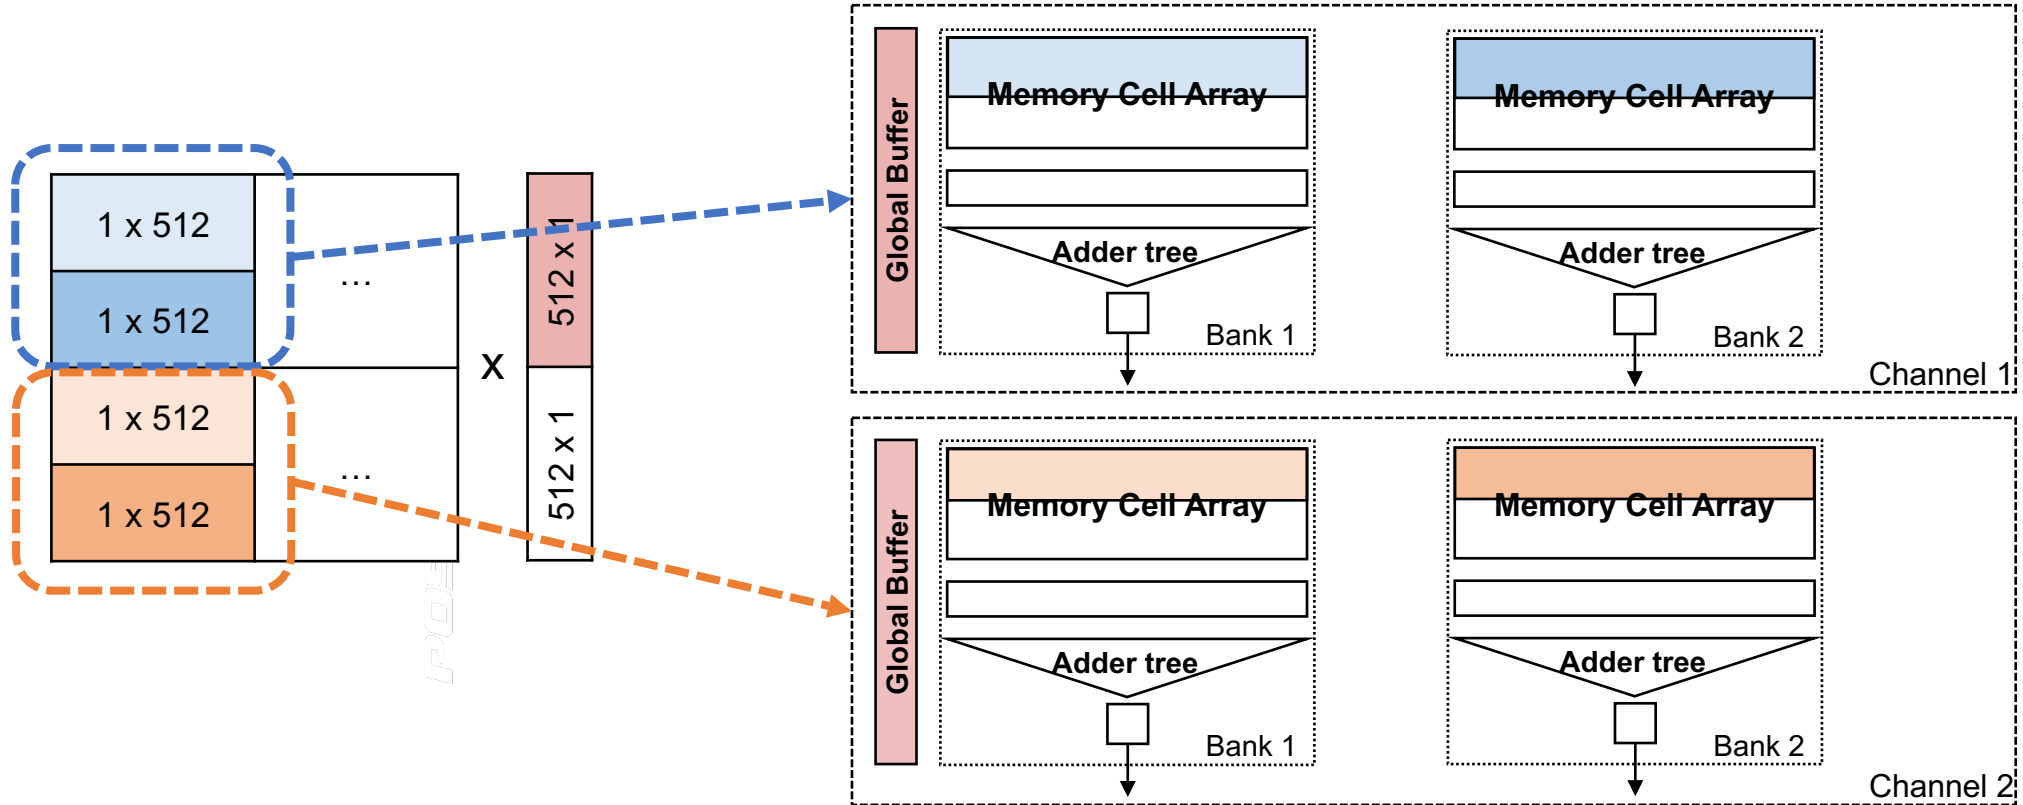 1 x 512
1 x 512
...
1 x 512
1 x 512
...
x
512 x 1
512 x 1
Global Buffer
Memory Cell Array
Adder tree
Bank 1
Memory Cell Array
Adder tree
Bank 2
Channel 1
Global Buffer
Memory Cell Array
Adder tree
Bank 1
Memory Cell Array
Adder tree
Bank 2
Channel 2